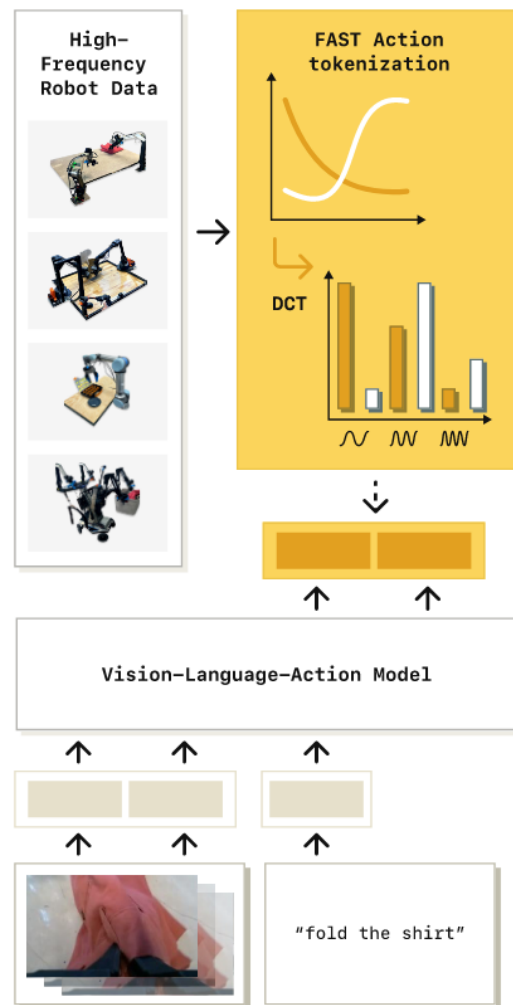 High–
Frequency
Robot Data
FAST Action
tokenization
DCT
Vision–Language–Action Model
“fold the shirt”